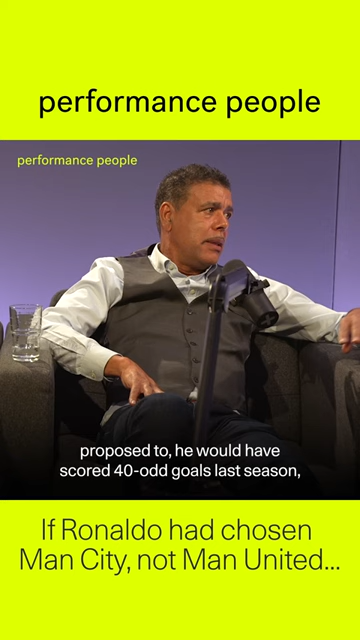 performance people
performance people
proposed to, he would have
scored 40-odd goals last season,
If Ronaldo had chosen
Man City, not Man United...